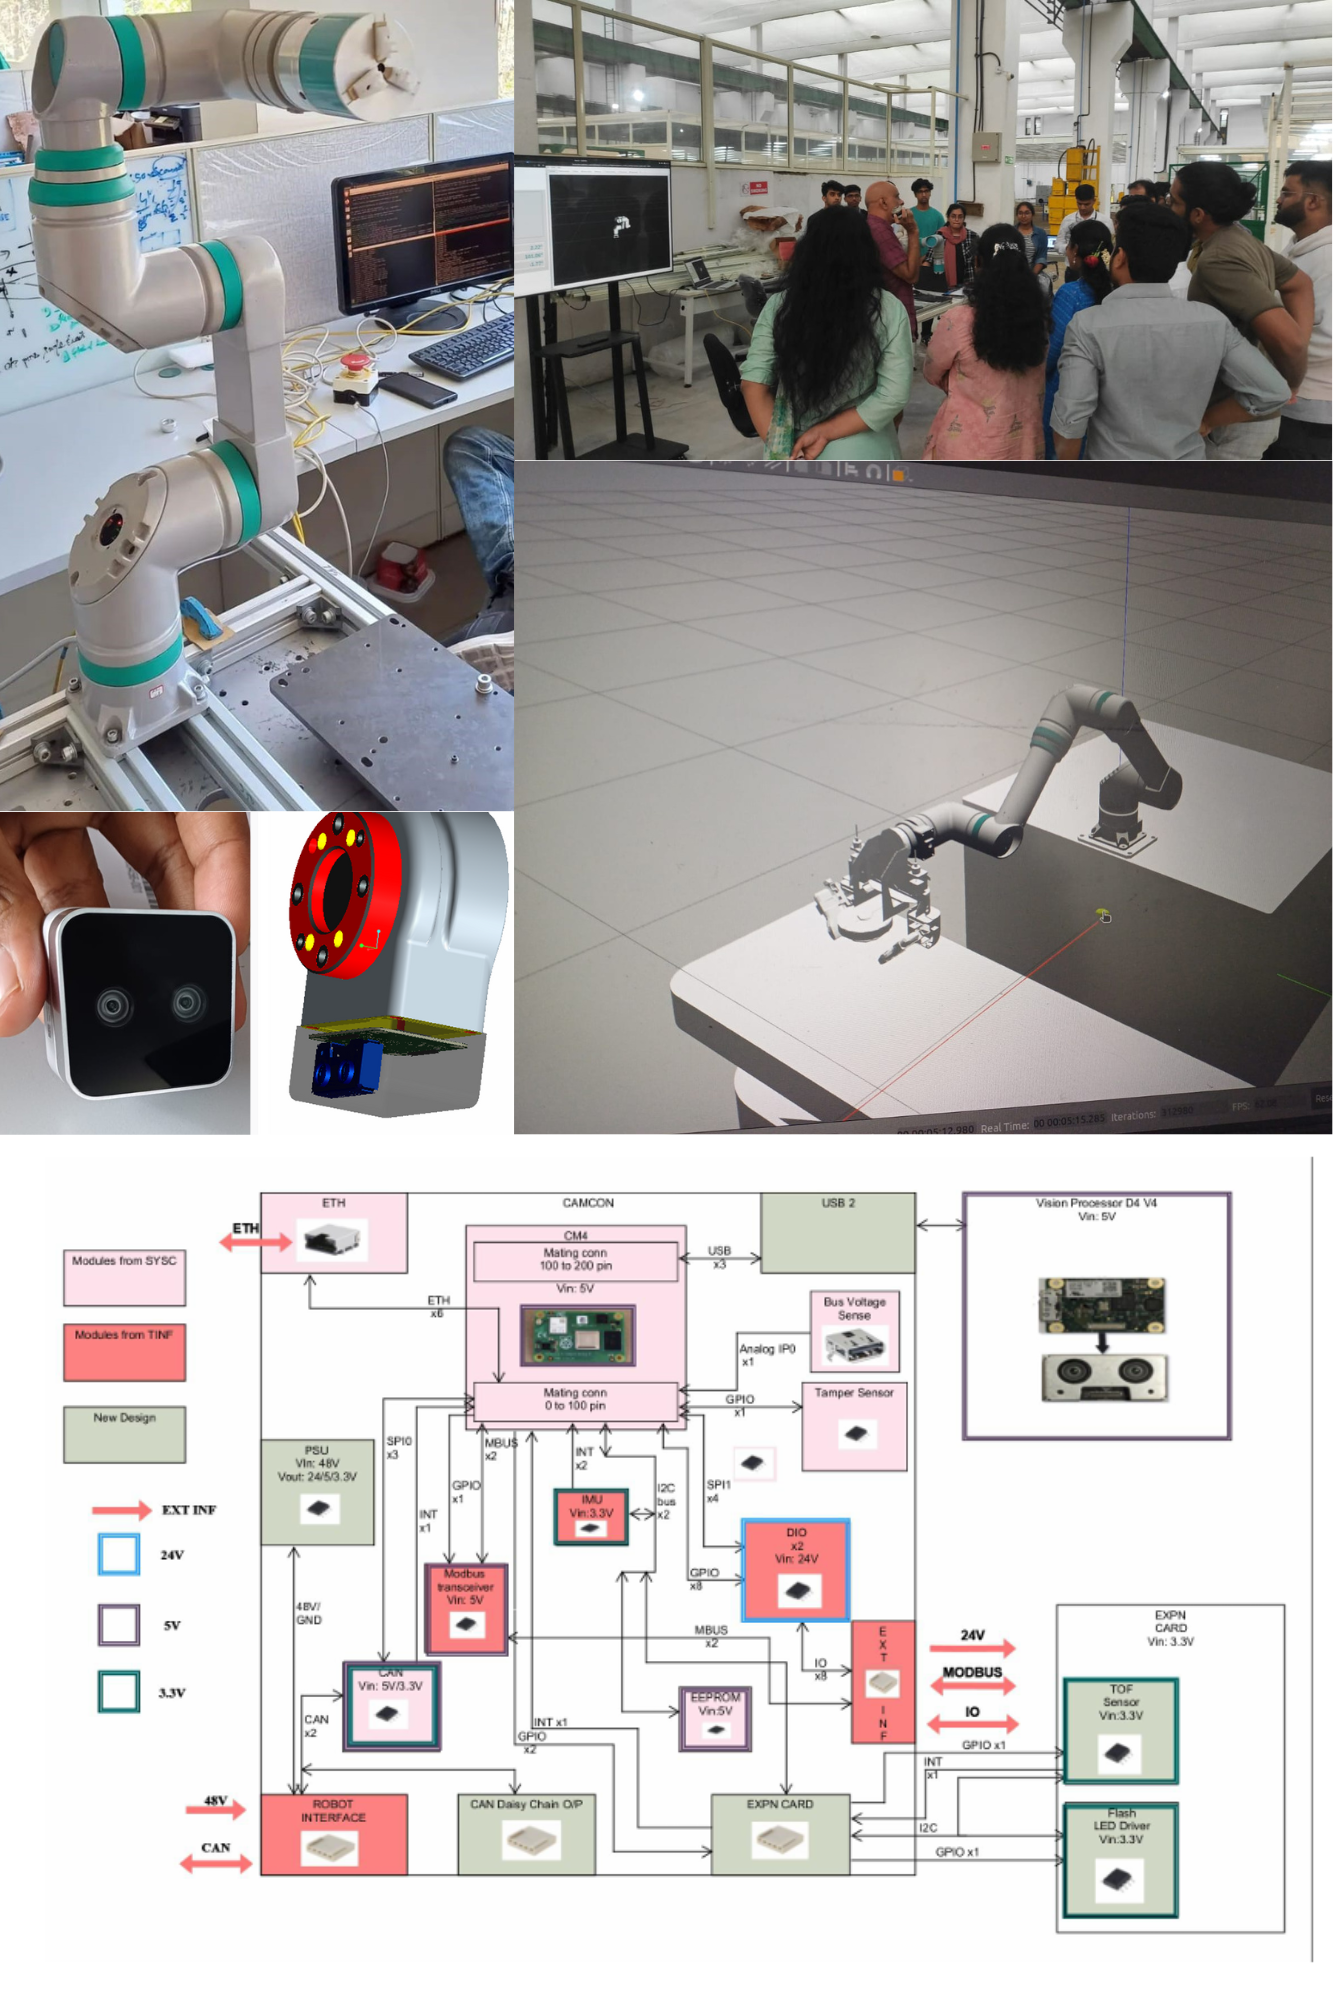 Real Time:
00 00:05:15.285
Iterations:
FPS:
ETH
CAMCON
USB 2
Vision Processor D4 V4
Vin: 5V
ETH
CM4
Mating conn
100 to 200 pin
Vin: 5V
USB
x3
Modules from SYSC
Modules from TINF
New Design
EXT INF
24V
5V
3.3V
ETH
x6
Bus Voltage
Sense
Analog IP0
x1
Mating conn
0 to 100 pin
GPIO
x1
Tamper Sensor
PSU
VIn: 48V
Vout: 24/5/3.3V
SPI0
x3
MBUS
x2
GPIO
x1
INT
x1
INT
x2
I2C
bus
x2
SPI1
x4
IMU
Vin:3.3V
DIO
x2
Vin: 24V
GPIO
x8
Modbus
transceiver
Vin: 5V
48V/
GND
MBUS
x2
IO
x8
EXT
INF
24V
MODBUS
IO
EXPN
CARD
Vin: 3.3V
TOF
Sensor
Vin:3.3V
CAN
Vin: 5V/3.3V
CAN
x2
EEPROM
Vin:5V
INT x1
GPIO
x2
GPIO x1
INT
x1
48V
CAN
ROBOT
INTERFACE
CAN Daisy Chain O/P
EXPN CARD
I2C
GPIO x1
Flash
LED Driver
Vin:3.3V